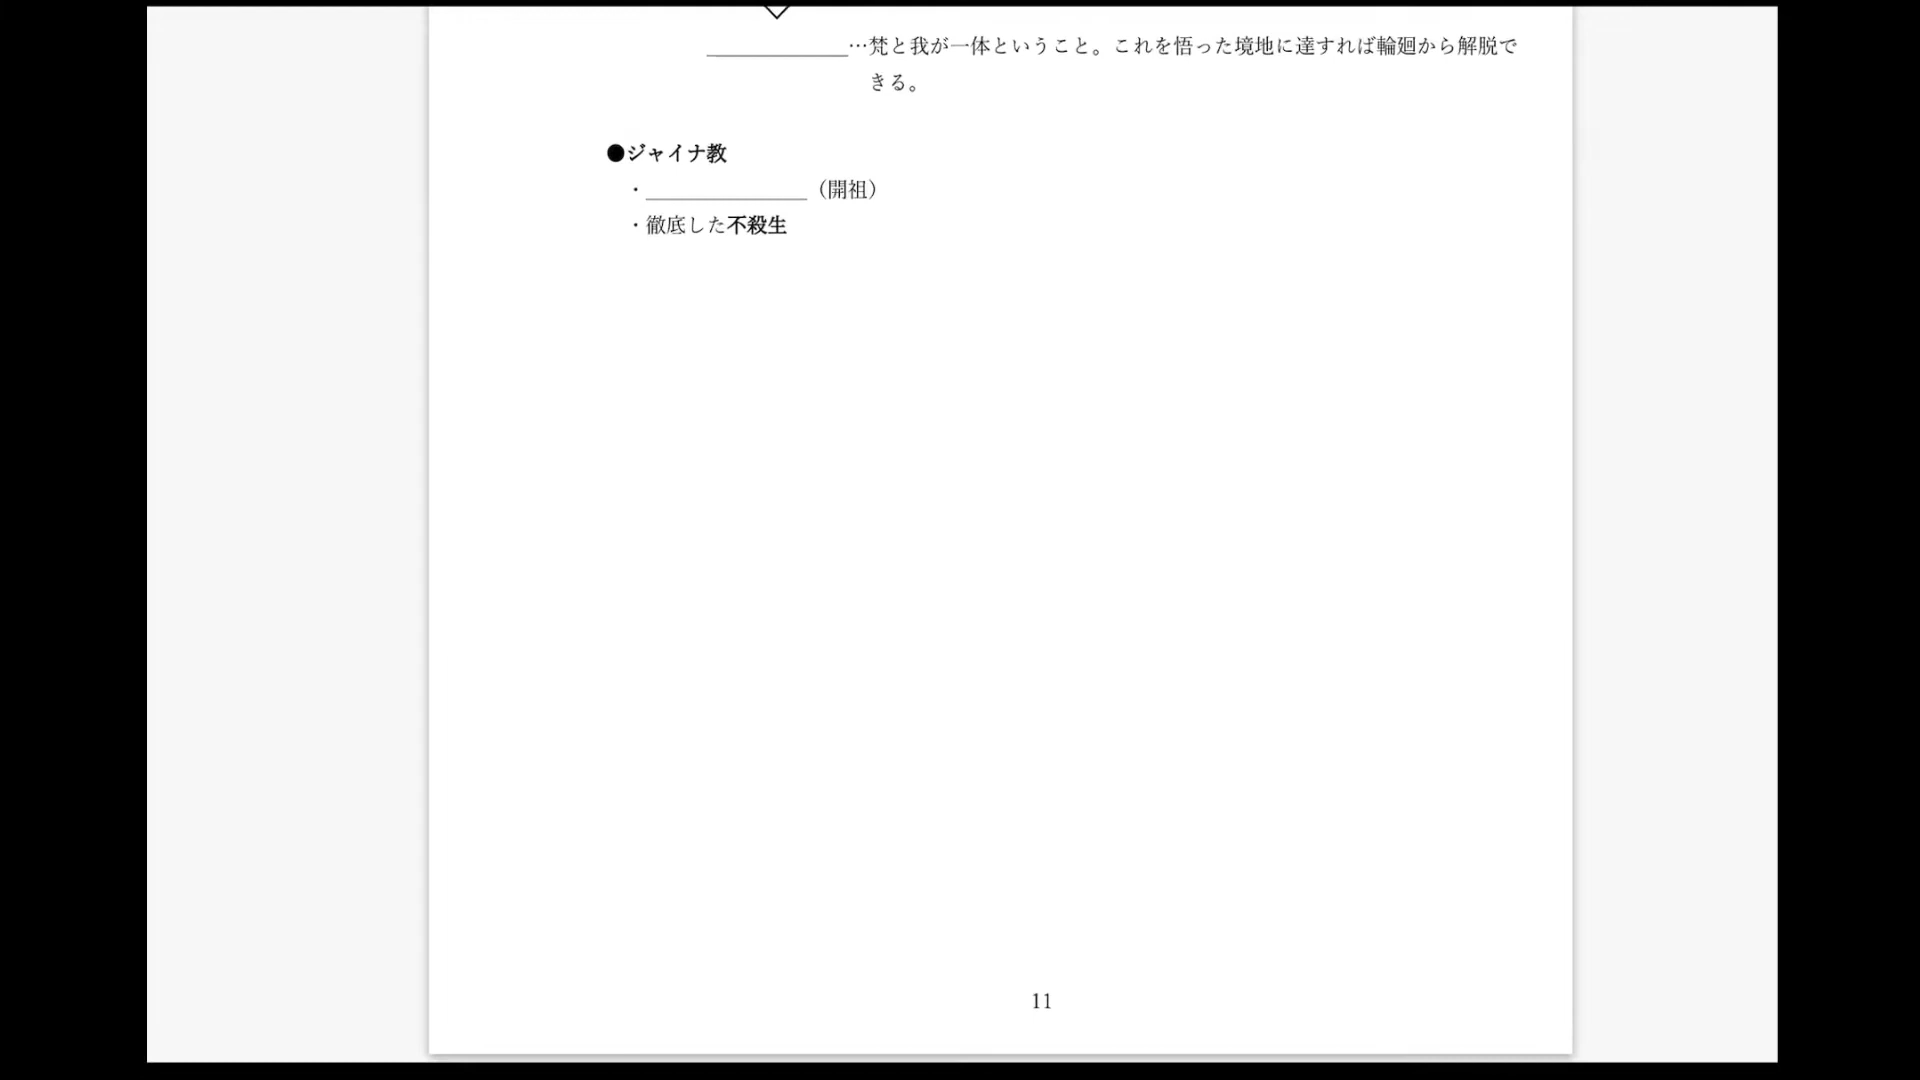 ______________…梵と我が一体ということ。これを悟った境地に達すれば輪廻から解脱で
きる。
●ジャイナ教
・________________（開祖）
・徹底した不殺生
11